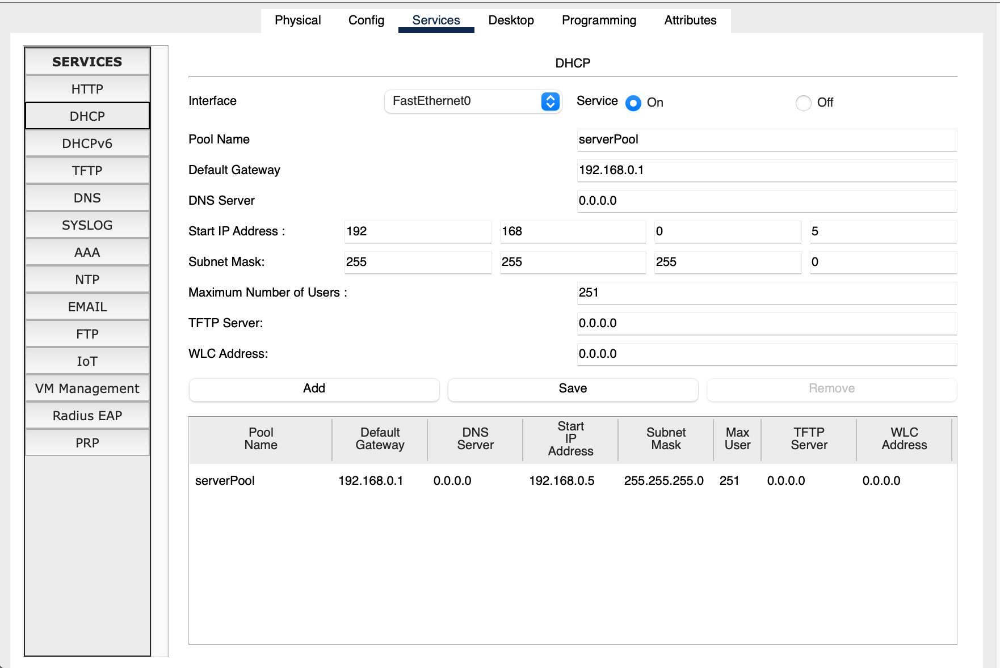 Physical Config Services Desktop Programming Attributes
SERVICES
HTTP
DHCP
DHCPv6
TFTP
DNS
SYSLOG
AAA
NTP
EMAIL
FTP
IoT
VM Management
Radius EAP
PRP
DHCP
Interface FastEthernet0 Service On Off
Pool Name serverPool
Default Gateway 192.168.0.1
DNS Server 0.0.0.0
Start IP Address : 192 168 0 5
Subnet Mask: 255 255 255 0
Maximum Number of Users : 251
TFTP Server: 0.0.0.0
WLC Address: 0.0.0.0
Add Save Remove
Pool Name Default Gateway DNS Server Start IP Address Subnet Mask Max User TFTP Server WLC Address
serverPool 192.168.0.1 0.0.0.0 192.168.0.5 255.255.255.0 251 0.0.0.0 0.0.0.0